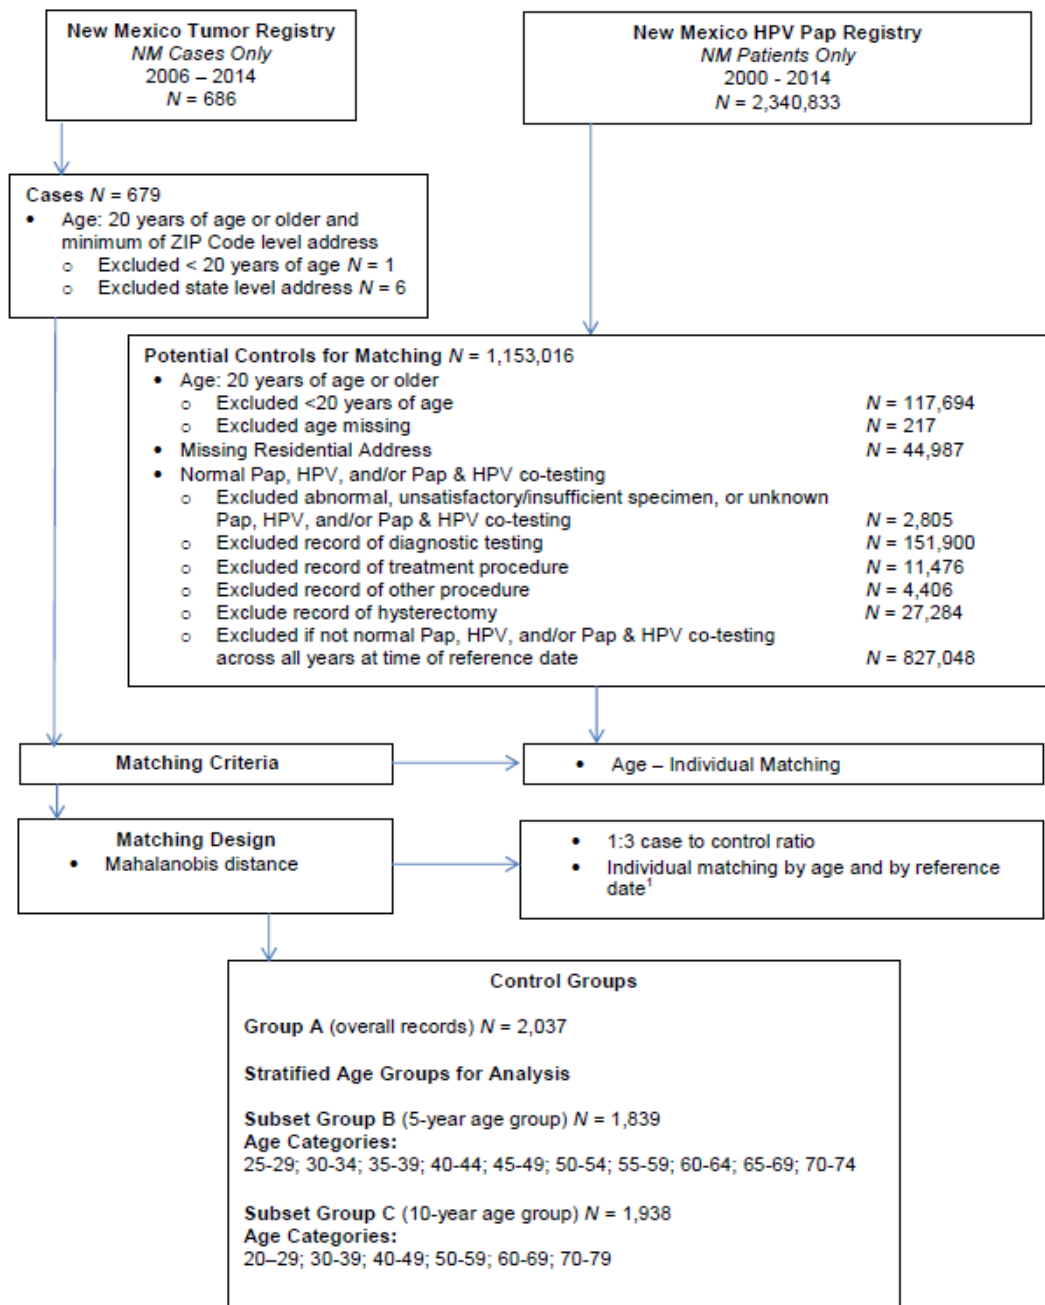 New Mexico Tumor Registry
NM Cases Only
2006 – 2014
N = 686
New Mexico HPV Pap Registry
NM Patients Only
2000 - 2014
N = 2,340,833
Cases N = 679
• Age: 20 years of age or older and
minimum of ZIP Code level address
o Excluded < 20 years of age N = 1
o Excluded state level address N = 6
Potential Controls for Matching N = 1,153,016
• Age: 20 years of age or older
o Excluded <20 years of age N = 117,694
o Excluded age missing N = 217
• Missing Residential Address N = 44,987
• Normal Pap, HPV, and/or Pap & HPV co-testing
o Excluded abnormal, unsatisfactory/insufficient specimen, or unknown
Pap, HPV, and/or Pap & HPV co-testing N = 2,805
o Excluded record of diagnostic testing N = 151,900
o Excluded record of treatment procedure N = 11,476
o Excluded record of other procedure N = 4,406
o Exclude record of hysterectomy N = 27,284
o Excluded if not normal Pap, HPV, and/or Pap & HPV co-testing
across all years at time of reference date N = 827,048
Matching Criteria
• Age – Individual Matching
Matching Design
• Mahalanobis distance
• 1:3 case to control ratio
• Individual matching by age and by reference
date¹
Control Groups
Group A (overall records) N = 2,037
Stratified Age Groups for Analysis
Subset Group B (5-year age group) N = 1,839
Age Categories:
25-29; 30-34; 35-39; 40-44; 45-49; 50-54; 55-59; 60-64; 65-69; 70-74
Subset Group C (10-year age group) N = 1,938
Age Categories:
20–29; 30-39; 40-49; 50-59; 60-69; 70-79